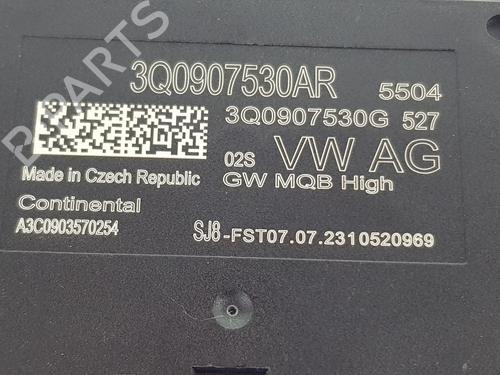 3Q0907530AR 5504
3Q0907530G 527
02S VW AG
Made in Czech Republic GW MQB High
Continental
A3C0903570254 SJ8-FST07.07.2310520969
B PARTS